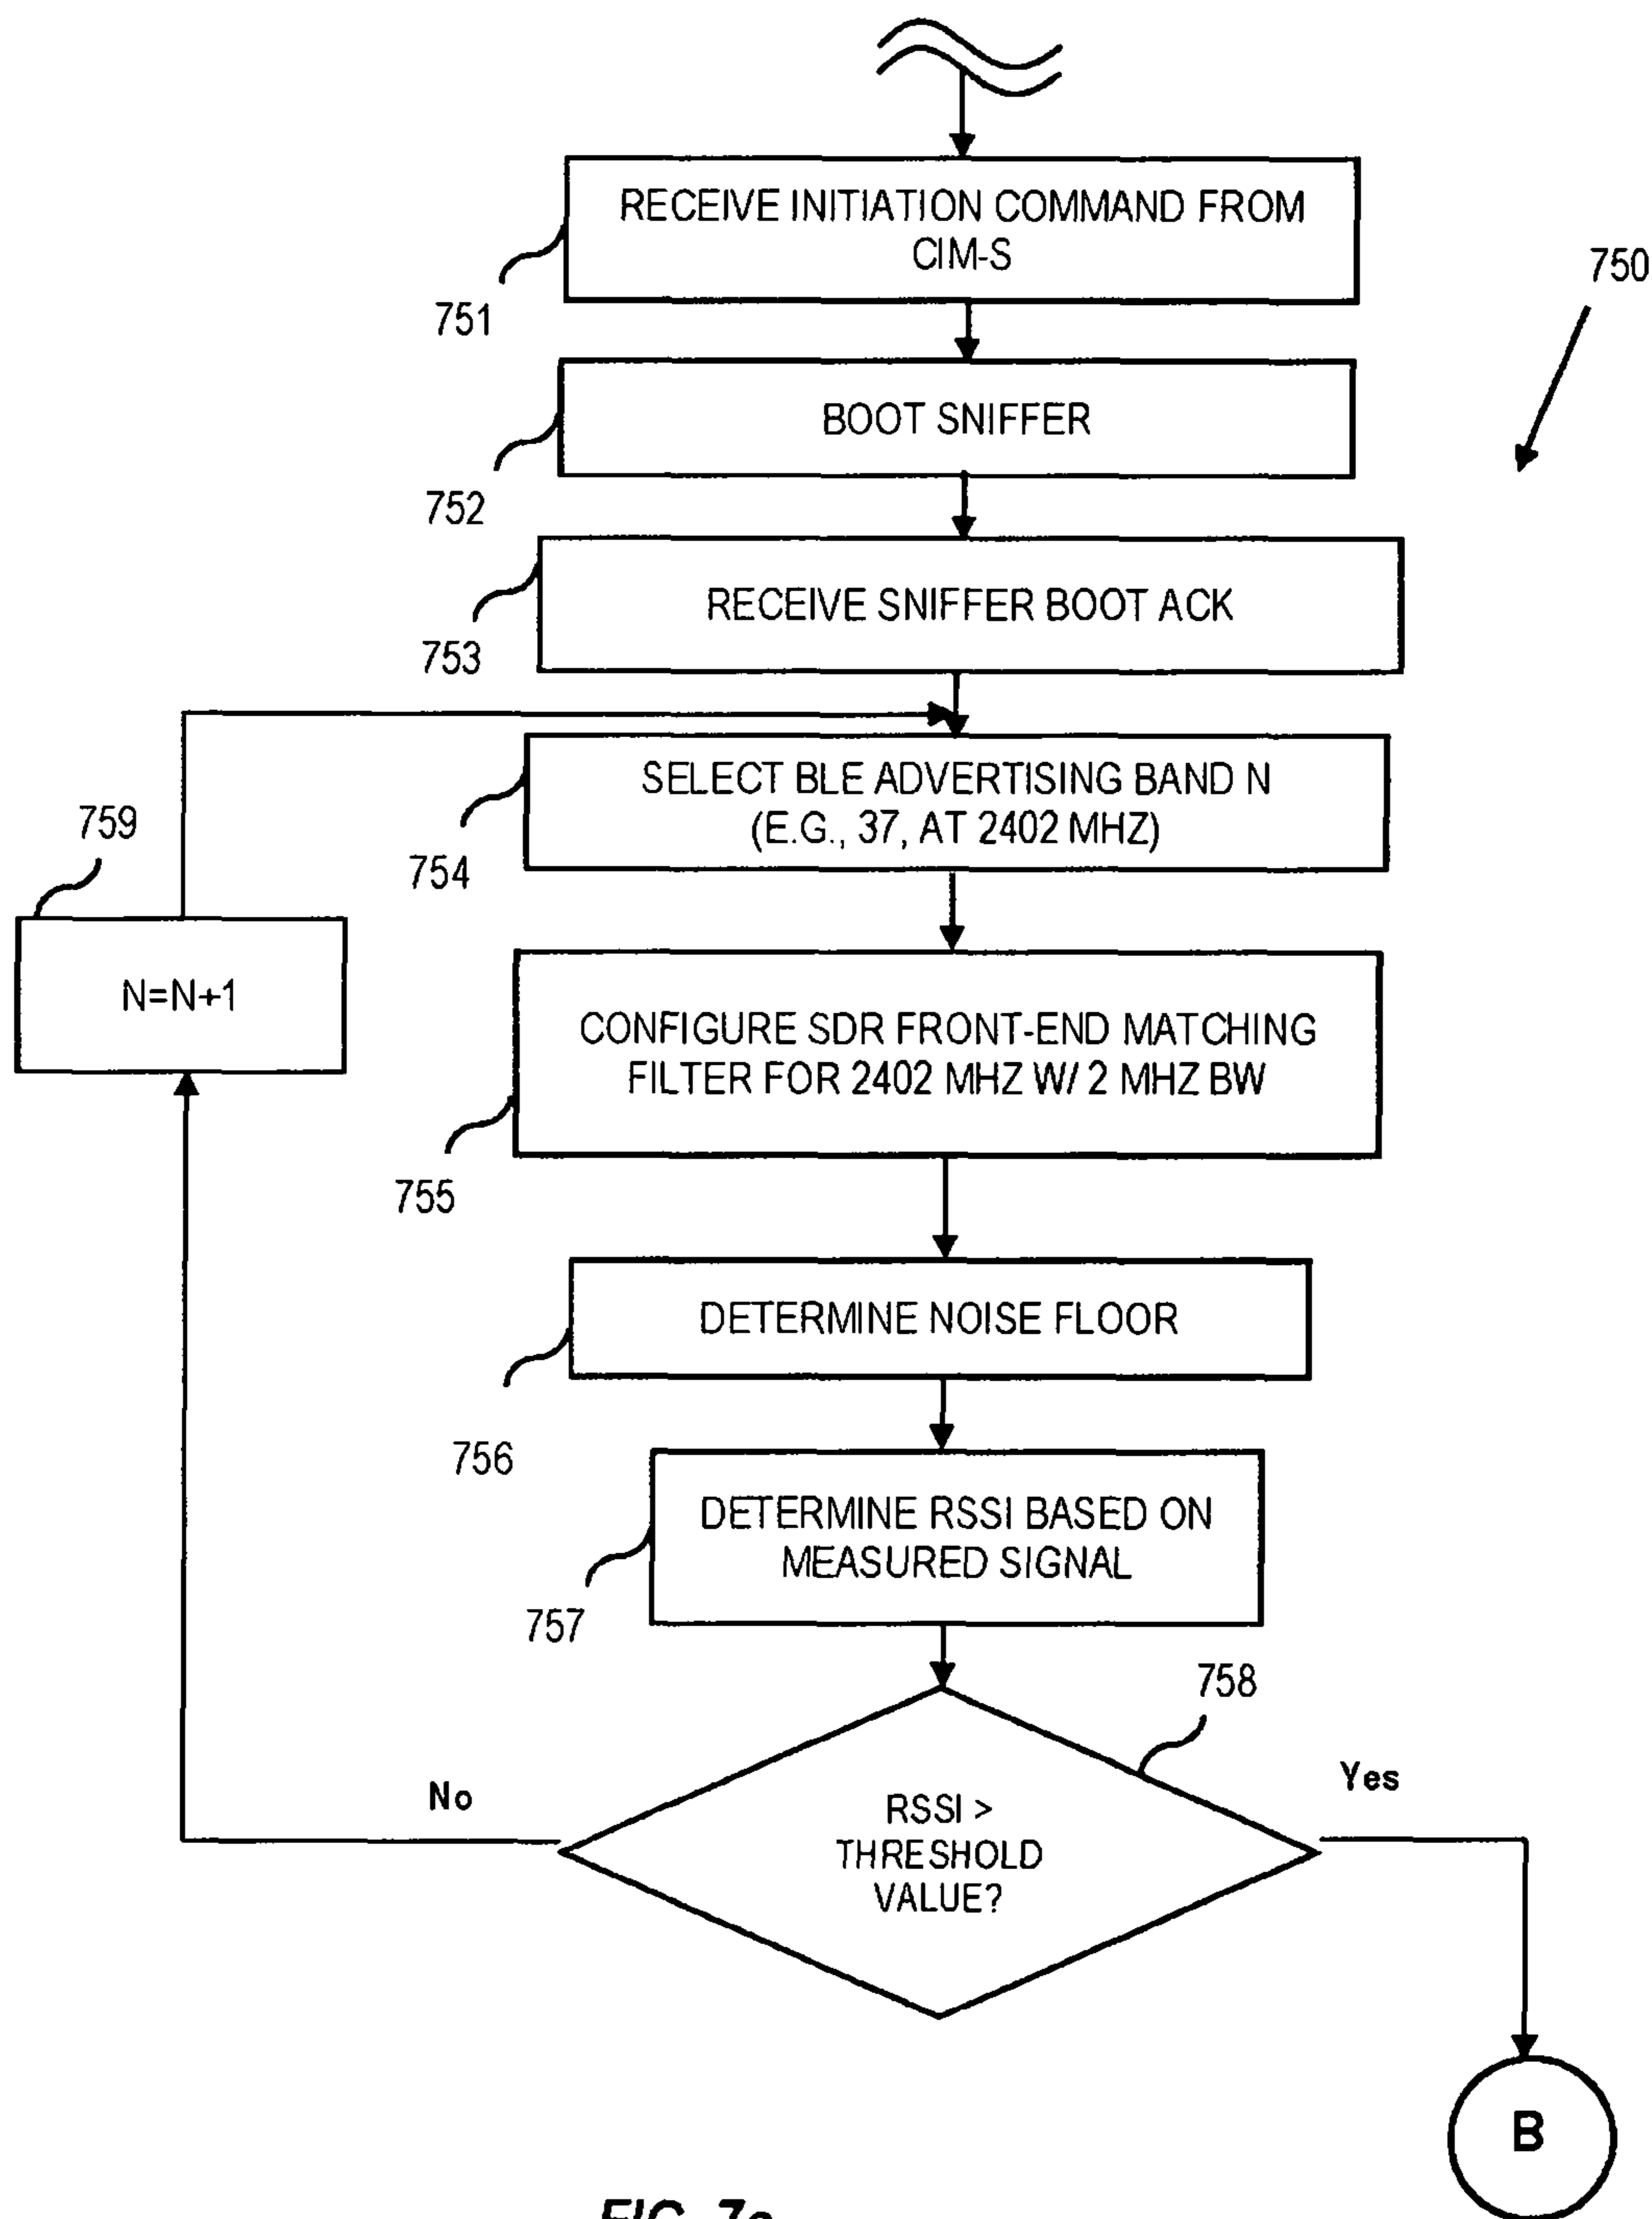 RECEIVE INITIATION COMMAND FROM
CIM-S
750
751
BOOT SNIFFER
752
RECEIVE SNIFFER BOOT ACK
753
SELECT BLE ADVERTISING BAND N
(E.G., 37, AT 2402 MHZ)
754
759
N=N+1
CONFIGURE SDR FRONT-END MATCHING
FILTER FOR 2402 MHZ W/ 2 MHZ BW
755
DETERMINE NOISE FLOOR
756
DETERMINE RSSI BASED ON
MEASURED SIGNAL
757
758
No
Yes
RSSI >
THRESHOLD
VALUE?
B